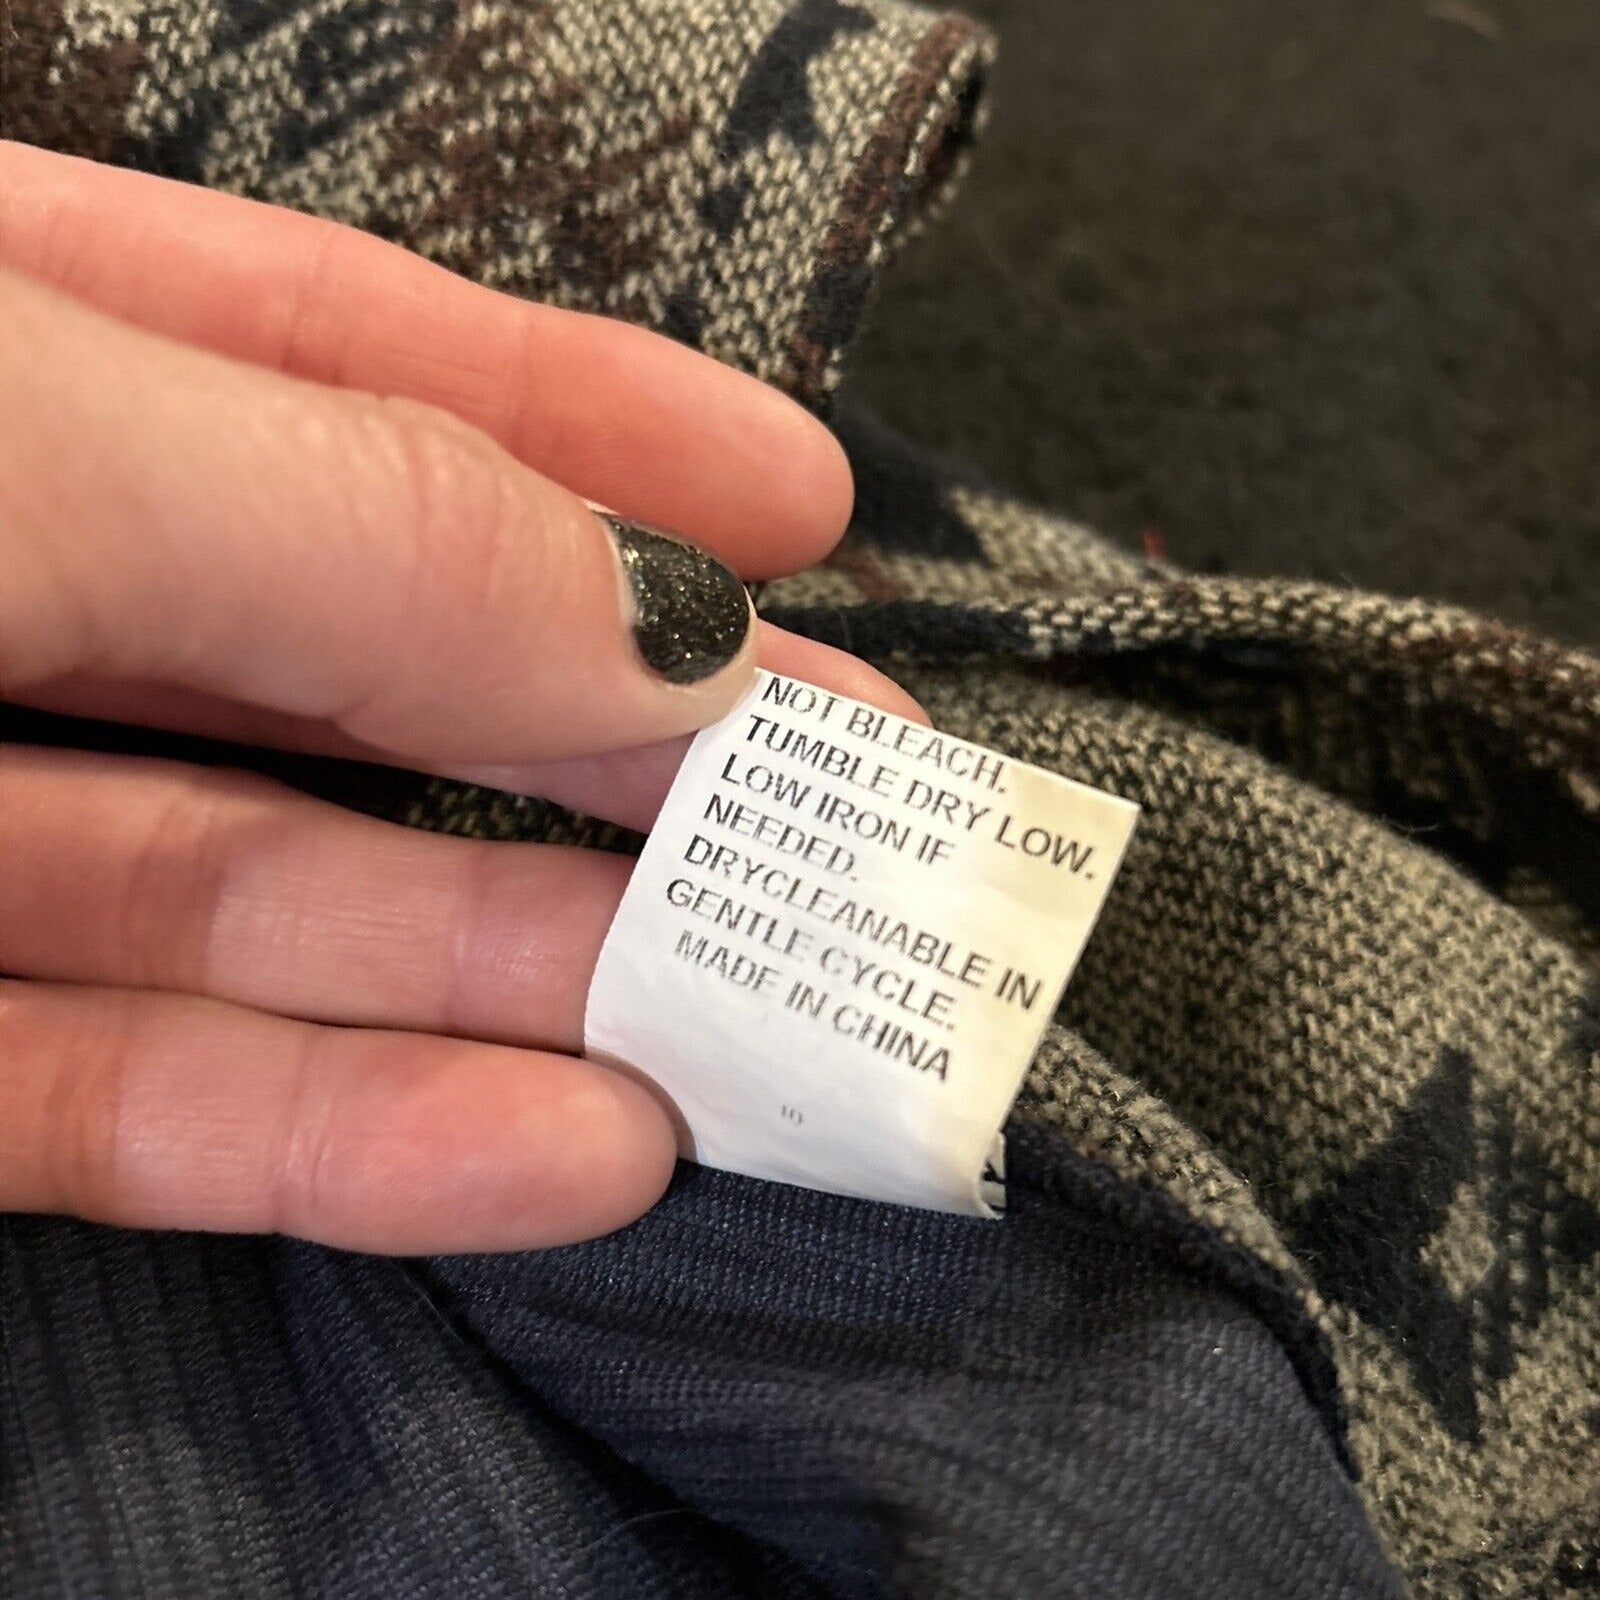 NOT BLEACH.
TUMBLE DRY LOW.
LOW IRON IF
NEEDED.
DRYCLEANABLE IN
GENTLE CYCLE.
MADE IN CHINA
10